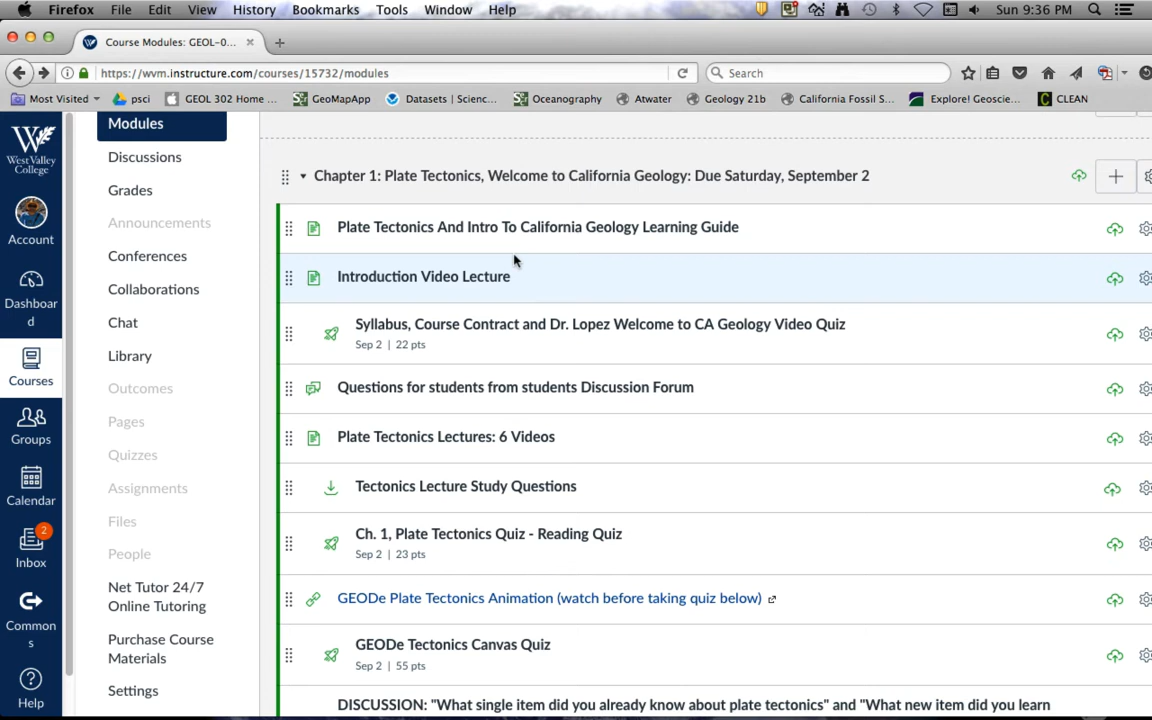 Firefox File Edit View History Bookmarks Tools Window Help Sun 9:36 PM
Course Modules: GEOL-0...
https://wvm.instructure.com/courses/15732/modules
Search
Most Visited psci GEOL 302 Home ... GeoMapApp Datasets | Scienc... Oceanography Atwater Geology 21b California Fossil S... Explore! Geoscie... CLEAN
West Valley College
Account
Dashboar
d
Courses
Groups
Calendar
2
Inbox
Common
s
Help
Modules
Discussions
Grades
Announcements
Conferences
Collaborations
Chat
Library
Outcomes
Pages
Quizzes
Assignments
Files
People
Net Tutor 24/7
Online Tutoring
Purchase Course
Materials
Settings
Chapter 1: Plate Tectonics, Welcome to California Geology: Due Saturday, September 2
Plate Tectonics And Intro To California Geology Learning Guide
Introduction Video Lecture
Syllabus, Course Contract and Dr. Lopez Welcome to CA Geology Video Quiz
Sep 2 | 22 pts
Questions for students from students Discussion Forum
Plate Tectonics Lectures: 6 Videos
Tectonics Lecture Study Questions
Ch. 1, Plate Tectonics Quiz - Reading Quiz
Sep 2 | 23 pts
GEODe Plate Tectonics Animation (watch before taking quiz below)
GEODe Tectonics Canvas Quiz
Sep 2 | 55 pts
DISCUSSION: "What single item did you already know about plate tectonics" and "What new item did you learn